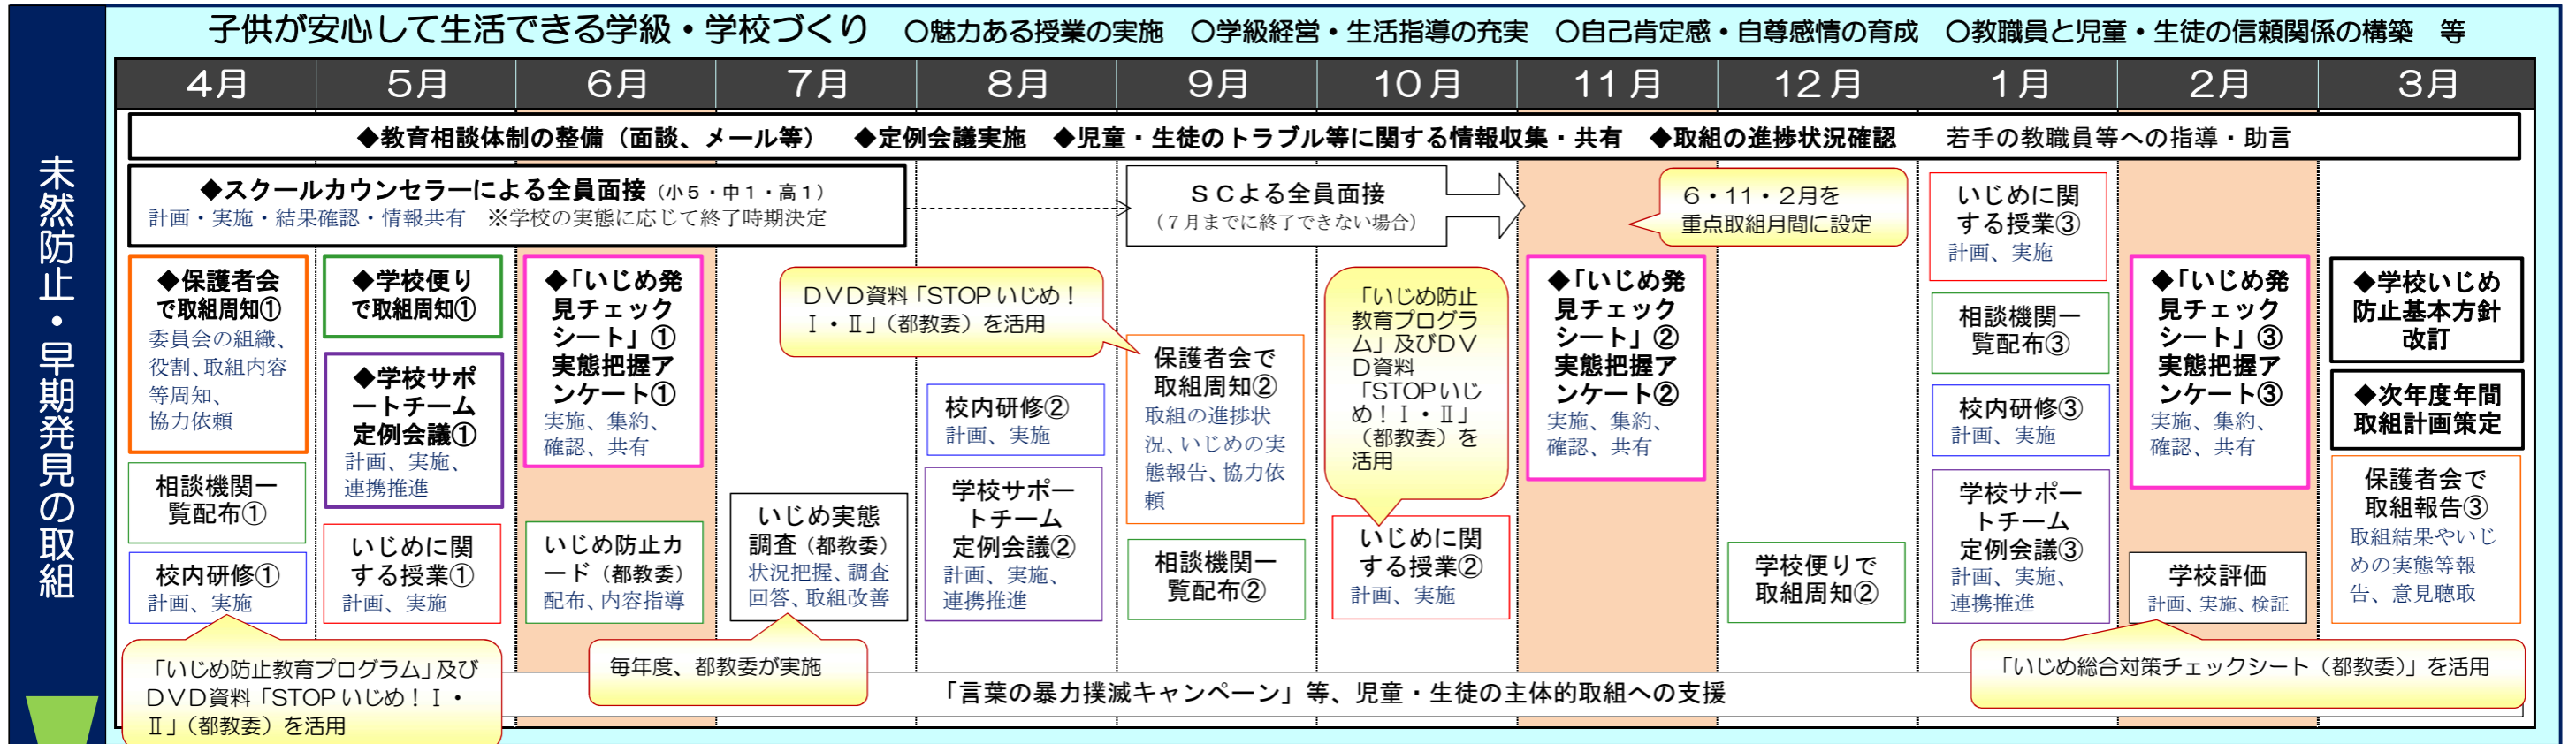 子供が安心して生活できる学級・学校づくり　○魅力ある授業の実施　○学級経営・生活指導の充実　○自己肯定感・自尊感情の育成　○教職員と児童・生徒の信頼関係の構築　等
未然防止・早期発見の取組
4月　5月　6月　7月　8月　9月　10月　11月　12月　1月　2月　3月
◆教育相談体制の整備（面談、メール等）　◆定例会議実施　◆児童・生徒のトラブル等に関する情報収集・共有　◆取組の進捗状況確認　若手の教職員等への指導・助言
◆スクールカウンセラーによる全員面接（小5・中1・高1）
計画・実施・結果確認・情報共有　※学校の実態に応じて終了時期決定
ＳＣよる全員面接
（７月までに終了できない場合）
６・11・２月を
重点取組月間に設定
◆保護者会
で取組周知①
委員会の組織、
役割、取組内容
等周知、
協力依頼
相談機関一
覧配布①
校内研修①
計画、実施
「いじめ防止教育プログラム」及び
ＤＶＤ資料「STOPいじめ！Ⅰ・
Ⅱ」（都教委）を活用
◆学校便り
で取組周知①
◆学校サポ
ートチーム
定例会議①
計画、実施、
連携推進
いじめに関
する授業①
計画、実施
◆「いじめ発
見チェック
シート」①
実態把握ア
ンケート①
実施、集約、
確認、共有
いじめ防止カ
ード（都教委）
配布、内容指導
いじめ実態
調査（都教委）
状況把握、調査
回答、取組改善
毎年度、都教委が実施
ＤＶＤ資料「STOPいじめ！
Ⅰ・Ⅱ」（都教委）を活用
校内研修②
計画、実施
学校サポー
トチーム
定例会議②
計画、実施、
連携推進
保護者会で
取組周知②
取組の進捗状
況、いじめの実
態報告、協力依
頼
相談機関一
覧配布②
「いじめ防止
教育プログラ
ム」及びＤＶ
Ｄ資料
「STOPいじ
め！Ⅰ・Ⅱ」
（都教委）を
活用
いじめに関
する授業②
計画、実施
◆「いじめ発
見チェック
シート」②
実態把握ア
ンケート②
実施、集約、
確認、共有
学校便りで
取組周知②
いじめに関
する授業③
計画、実施
相談機関一
覧配布③
校内研修③
計画、実施
学校サポー
トチーム
定例会議③
計画、実施、
連携推進
◆「いじめ発
見チェック
シート」③
実態把握ア
ンケート③
実施、集約、
確認、共有
学校評価
計画、実施、検証
「いじめ総合対策チェックシート（都教委）」を活用
◆学校いじめ
防止基本方針
改訂
◆次年度年間
取組計画策定
保護者会で
取組報告③
取組結果やいじ
めの実態等報
告、意見聴取
「言葉の暴力撲滅キャンペーン」等、児童・生徒の主体的取組への支援